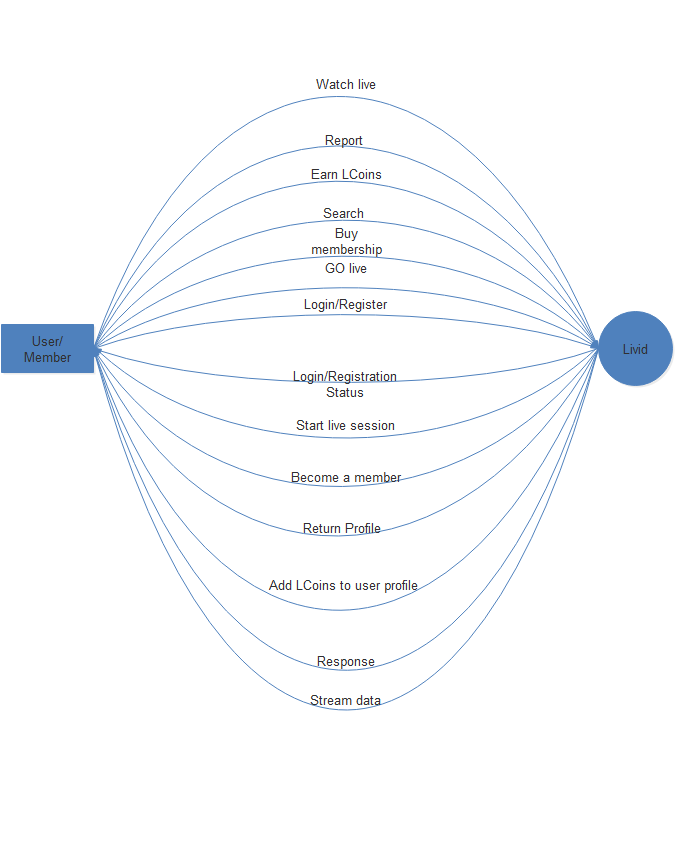 Watch live
Report
Earn LCoins
Search
Buy
membership
GO live
Login/Register
User/
Member
Livid
Login/Registration
Status
Start live session
Become a member
Return Profile
Add LCoins to user profile
Response
Stream data